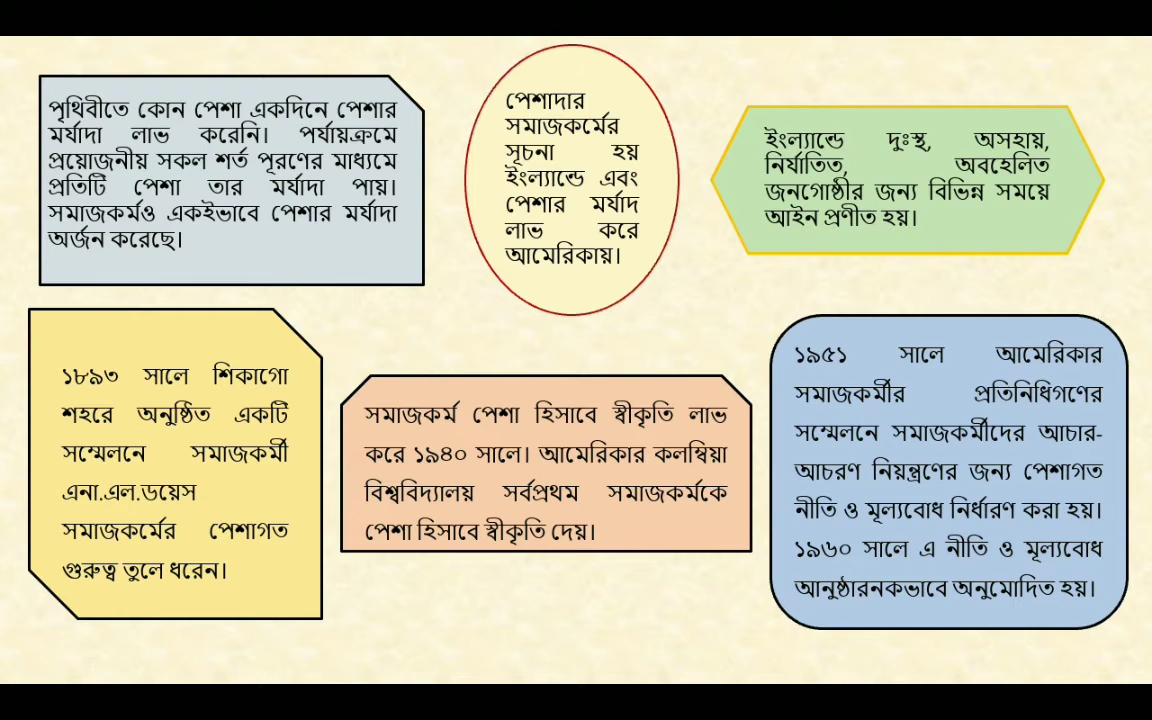 পৃথিবীতে কোন পেশা একদিনে পেশার
মর্যাদা লাভ করেনি। পর্যায়ক্রমে
প্রয়োজনীয় সকল শর্ত পূরণের মাধ্যমে
প্রতিটি পেশা তার মর্যাদা পায়।
সমাজকর্মও একইভাবে পেশার মর্যাদা
অর্জন করেছে।
পেশাদার
সমাজকর্মের
সূচনা হয়
ইংল্যান্ডে এবং
পেশার মর্যাদ
লাভ করে
আমেরিকায়।
ইংল্যান্ডে দুঃস্থ, অসহায়,
নির্যাতিত, অবহেলিত
জনগোষ্ঠীর জন্য বিভিন্ন সময়ে
আইন প্রণীত হয়।
১৮৯৩ সালে শিকাগো
শহরে অনুষ্ঠিত একটি
সম্মেলনে সমাজকর্মী
এনা.এল.ডয়েস
সমাজকর্মের পেশাগত
গুরুত্ব তুলে ধরেন।
সমাজকর্ম পেশা হিসাবে স্বীকৃতি লাভ
করে ১৯৪০ সালে। আমেরিকার কলম্বিয়া
বিশ্ববিদ্যালয় সর্বপ্রথম সমাজকর্মকে
পেশা হিসাবে স্বীকৃতি দেয়।
১৯৫১ সালে আমেরিকার
সমাজকর্মীর প্রতিনিধিগণের
সম্মেলনে সমাজকর্মীদের আচার-
আচরণ নিয়ন্ত্রণের জন্য পেশাগত
নীতি ও মূল্যবোধ নির্ধারণ করা হয়।
১৯৬০ সালে এ নীতি ও মূল্যবোধ
আনুষ্ঠারনকভাবে অনুমোদিত হয়।